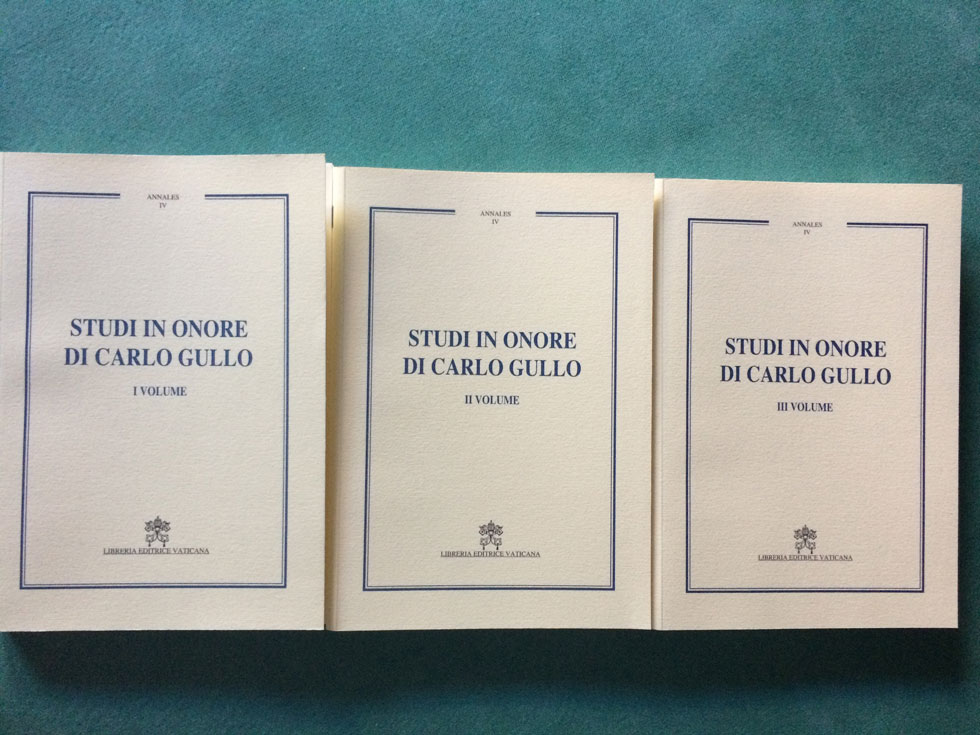 ANNALES
IV
STUDI IN ONORE
DI CARLO GULLO
I VOLUME
LIBRERIA EDITRICE VATICANA
ANNALES
IV
STUDI IN ONORE
DI CARLO GULLO
II VOLUME
LIBRERIA EDITRICE VATICANA
ANNALES
IV
STUDI IN ONORE
DI CARLO GULLO
III VOLUME
LIBRERIA EDITRICE VATICANA